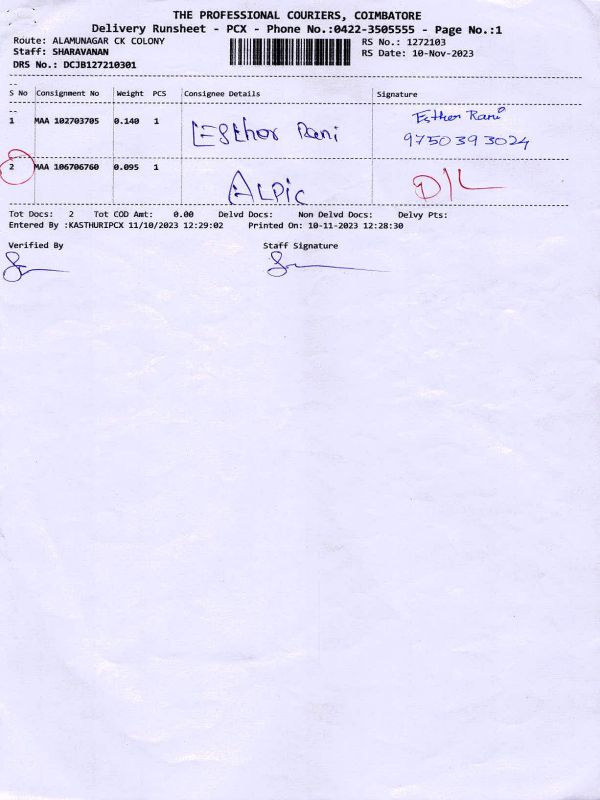 THE PROFESSIONAL COURIERS, COIMBATORE
Delivery Runsheet - PCX - Phone No.:0422-3505555 - Page No.:1
Route: ALAMUNAGAR CK COLONY RS No.: 1272103
Staff: SHARAVANAN RS Date: 10-Nov-2023
DRS No.: DCJB127210301
S No Consignment No Weight PCS Consignee Details Signature
1 MAA 102703705 0.140 1 Esther Rani Esther Rani
9750393024
2 MAA 106706760 0.095 1 ALPIC D/L
Tot Docs: 2 Tot COD Amt: 0.00 Delvd Docs: Non Delvd Docs: Delvy Pts:
Entered By :KASTHURIPCX 11/10/2023 12:29:02 Printed On: 10-11-2023 12:28:30
Verified By Staff Signature